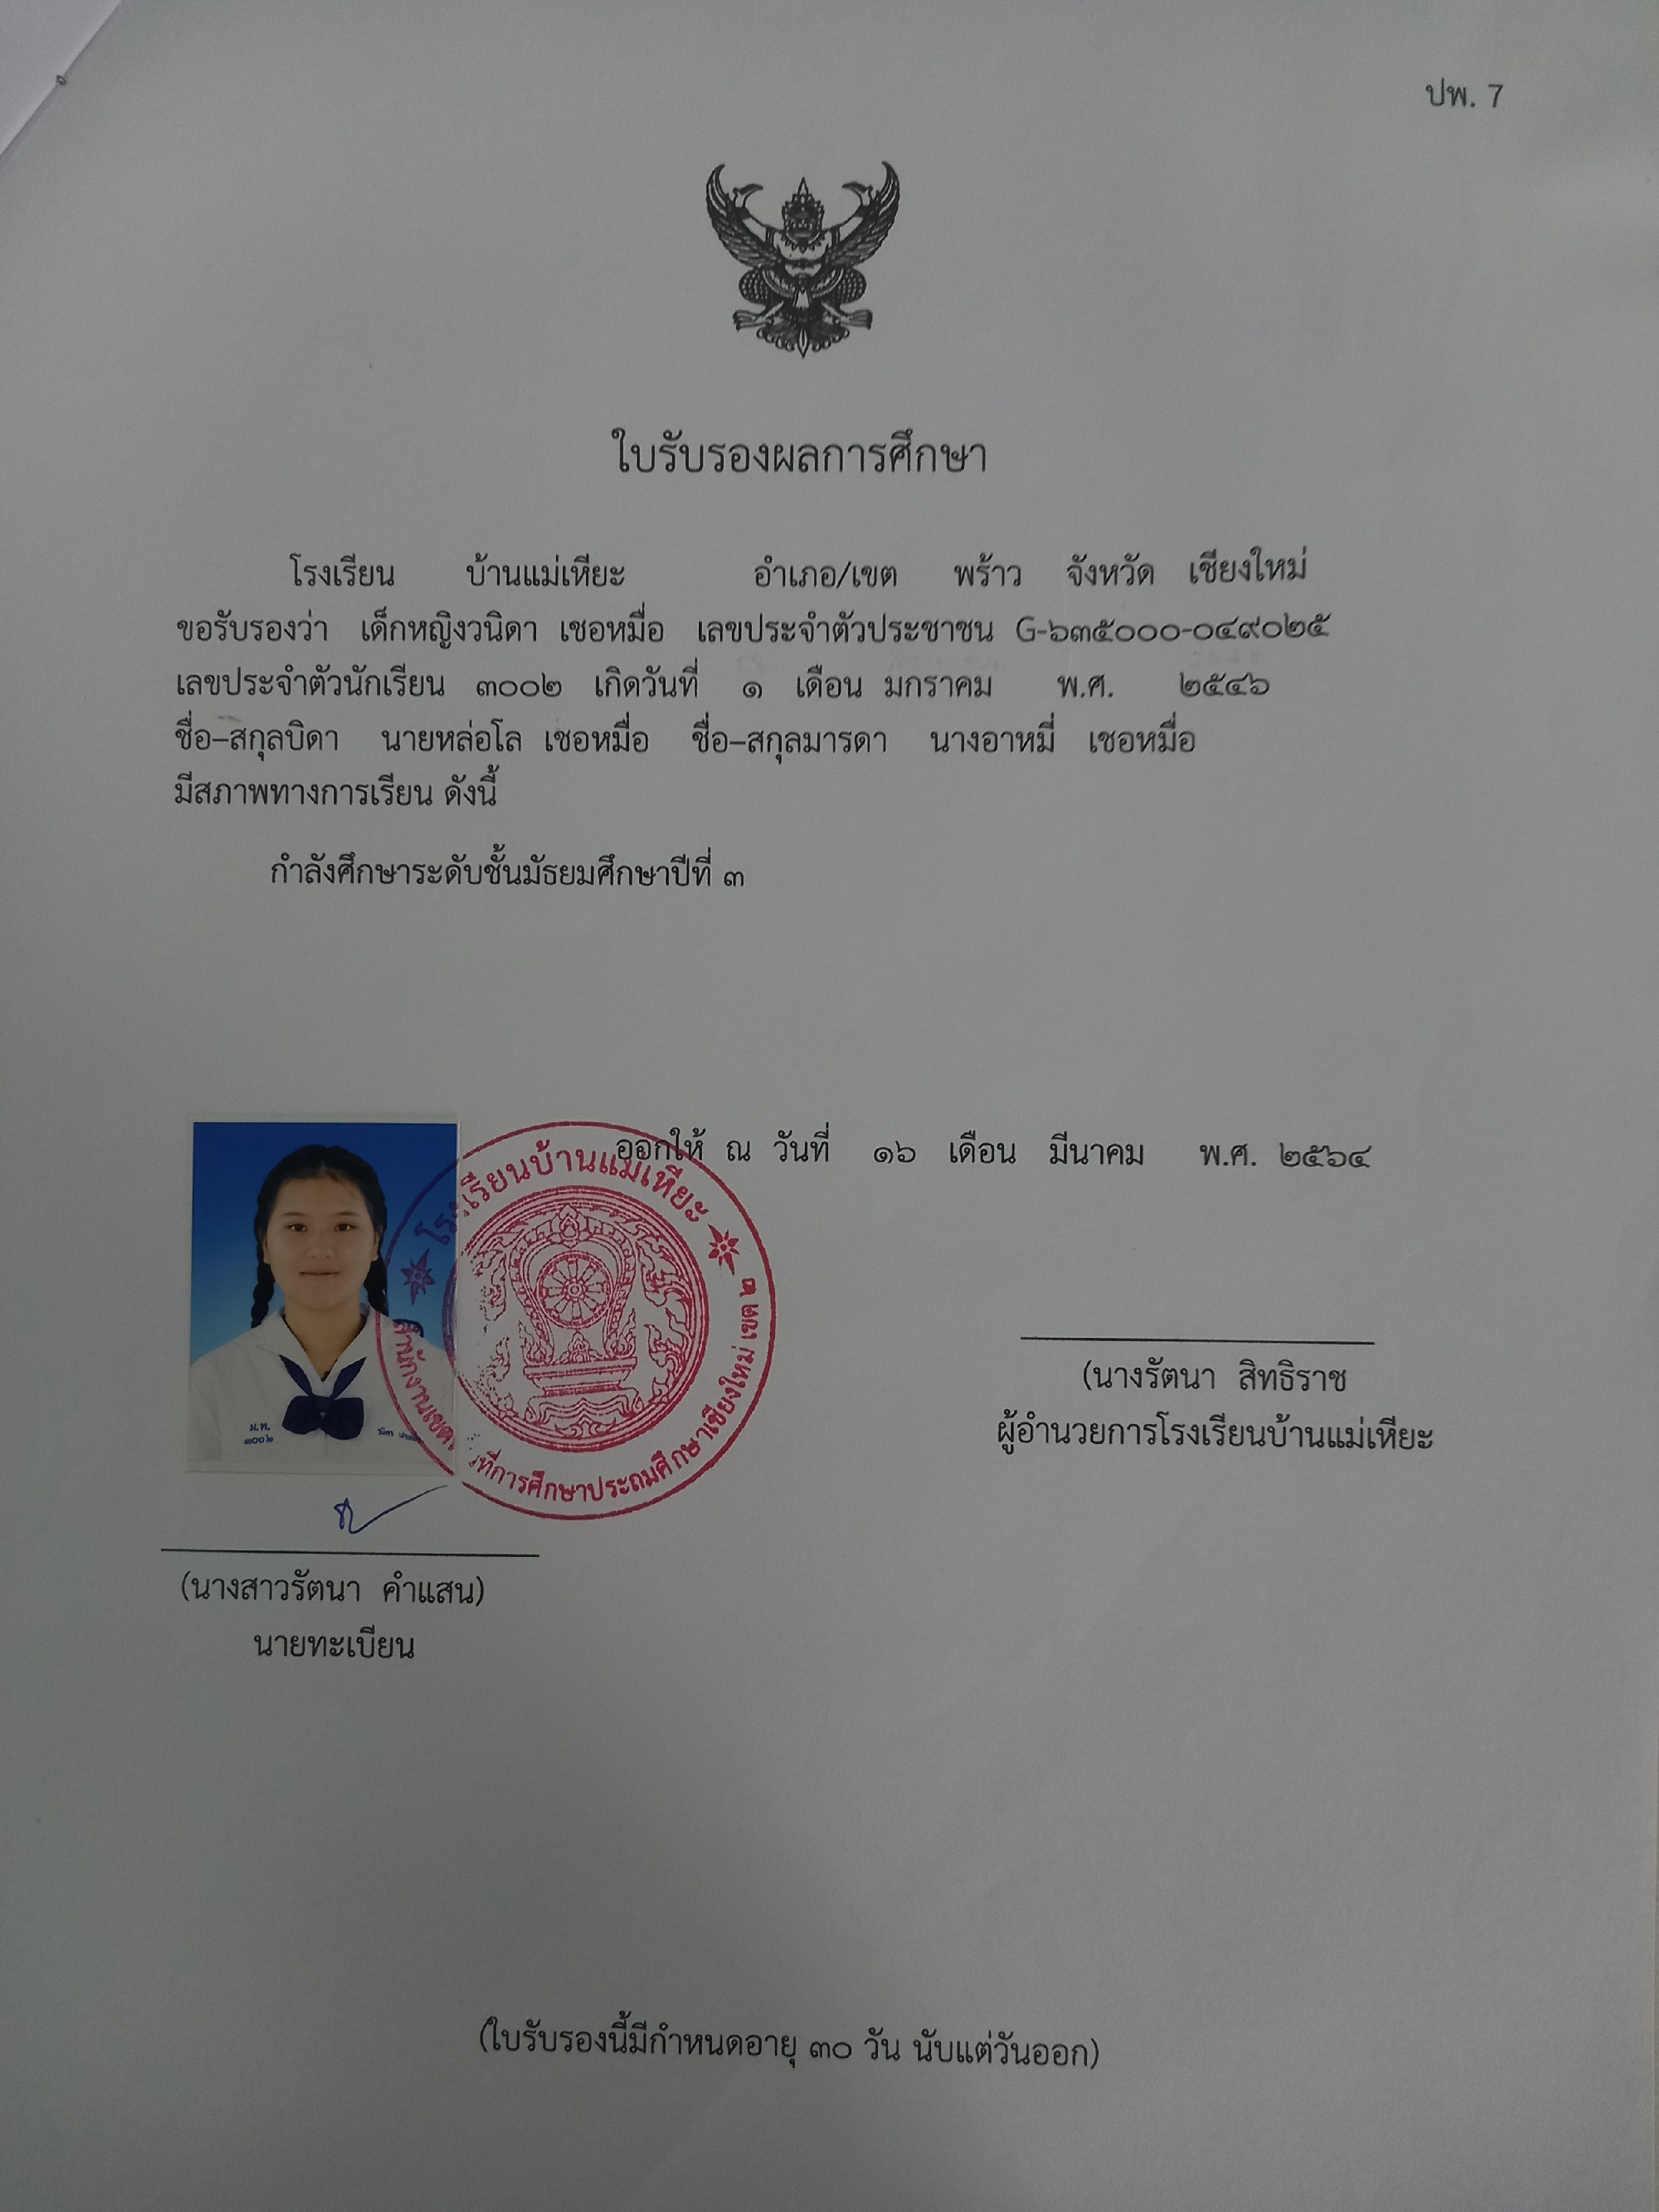 ปพ. 7
ใบรับรองผลการศึกษา
โรงเรียน บ้านแม่เหียะ อำเภอ/เขต พร้าว จังหวัด เชียงใหม่
ขอรับรองว่า เด็กหญิงวนิดา เชอหมื่อ เลขประจำตัวประชาชน G-๖๓๕๐๐๐-๐๔๙๐๒๕
เลขประจำตัวนักเรียน ๓๐๐๒ เกิดวันที่ ๑ เดือน มกราคม พ.ศ. ๒๕๔๖
ชื่อ–สกุลบิดา นายหล่อโล เชอหมื่อ ชื่อ–สกุลมารดา นางอาหมี่ เชอหมื่อ
มีสภาพทางการเรียน ดังนี้
กำลังศึกษาระดับชั้นมัธยมศึกษาปีที่ ๓
ออกให้ ณ วันที่ ๑๖ เดือน มีนาคม พ.ศ. ๒๕๖๔
โรงเรียนบ้านแม่เหียะ
สำนักงานเขตพื้นที่การศึกษาประถมศึกษาเชียงใหม่ เขต ๒
ม.ห.
๓๐๐๒
(นางรัตนา สิทธิราช
ผู้อำนวยการโรงเรียนบ้านแม่เหียะ
(นางสาวรัตนา คำแสน)
นายทะเบียน
(ใบรับรองนี้มีกำหนดอายุ ๓๐ วัน นับแต่วันออก)